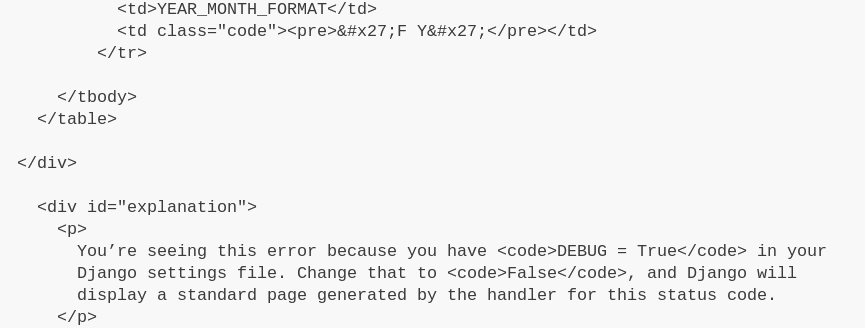 <td>YEAR_MONTH_FORMAT</td>
<td class="code"><pre>&#x27;F Y&#x27;</pre></td>
</tr>
</tbody>
</table>
</div>
<div id="explanation">
<p>
You’re seeing this error because you have <code>DEBUG = True</code> in your
Django settings file. Change that to <code>False</code>, and Django will
display a standard page generated by the handler for this status code.
</p>